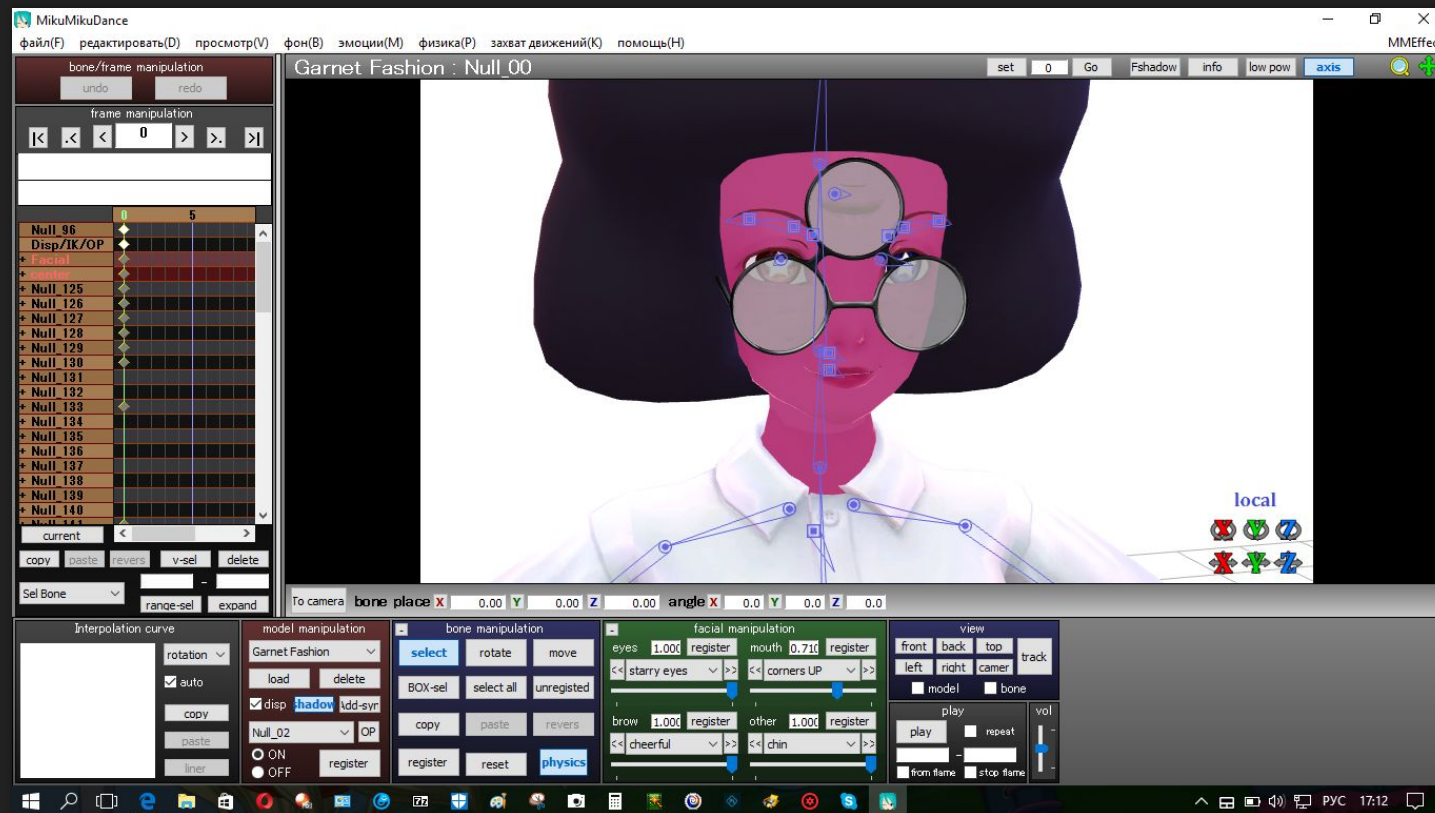 MikuMikuDance
файл(F) редактировать(D) просмотр(V) фон(B) эмоции(M) физика(P) захват движений(K) помощь(H) MMEffec
bone/frame manipulation
undo redo
frame manipulation
|< .< < 0 > >. >|
0 5
Null_96
Disp/IK/OP
+ Facial
+ center
+ Null_125
+ Null_126
+ Null_127
+ Null_128
+ Null_129
+ Null_130
+ Null_131
+ Null_132
+ Null_133
+ Null_134
+ Null_135
+ Null_136
+ Null_137
+ Null_138
+ Null_139
+ Null_140
current < >
copy paste revers v-sel delete
Sel Bone -
range-sel expand
Garnet Fashion : Null_00 set 0 Go Fshadow info low pow axis
local
X Y Z
X Y Z
To camera bone place X 0.00 Y 0.00 Z 0.00 angle X 0.0 Y 0.0 Z 0.0
Interpolation curve
rotation
auto
copy
paste
liner
model manipulation
Garnet Fashion
load delete
disp shadow Add-syn
Null_02 OP
ON
OFF
register
- bone manipulation
select rotate move
BOX-sel select all unregisted
copy paste revers
register reset physics
- facial manipulation
eyes 1.000 register mouth 0.710 register
<< starry eyes >> << corners UP >>
brow 1.000 register other 1.000 register
<< cheerful >> << chin >>
view
front back top
left right camer
track
model bone
play
play repeat
-
from flame stop flame
vol
РУС 17:12